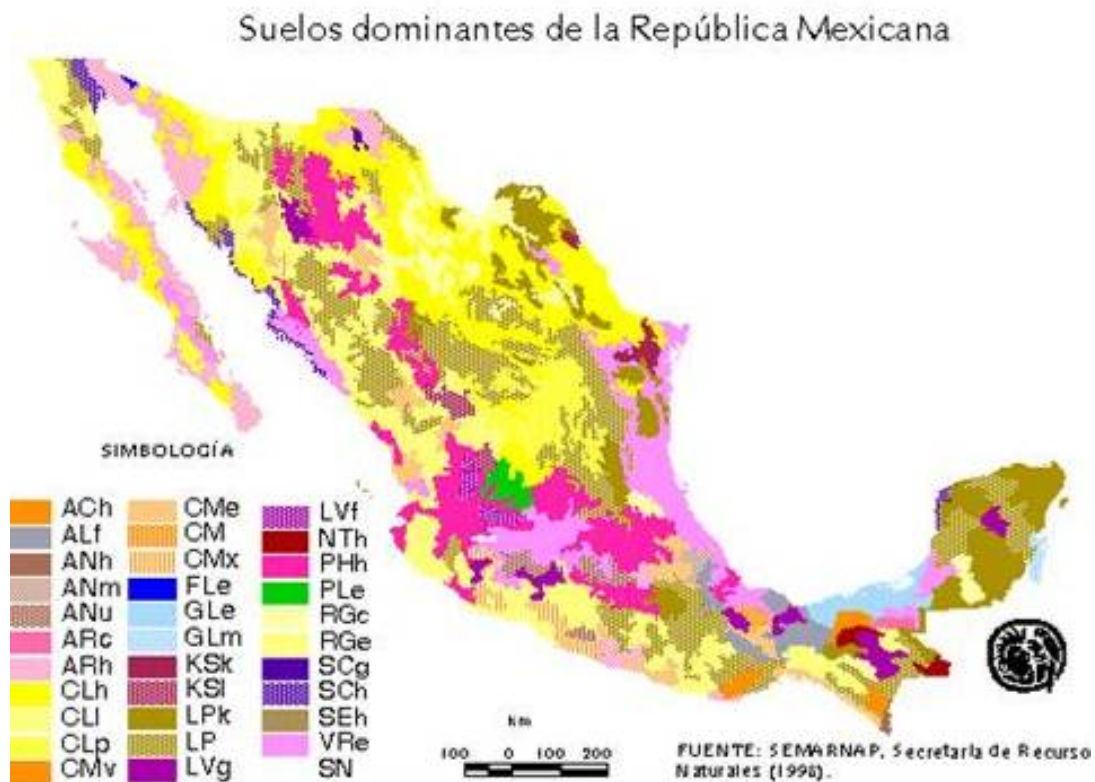 Suelos dominantes de la República Mexicana
SIMBOLOGÍA
ACh
ALf
ANh
ANm
ANu
ARc
ARh
CLh
CLl
CLp
CMv
CMe
CM
CMx
FLe
GLe
GLm
KSk
KSl
LPk
LP
LVg
LVf
NTh
PHh
PLe
RGc
RGe
SCg
SCh
SEh
VRe
SN
km
100 0 100 200
FUENTE: SEMARNAP, Secretaría de Recurso
Naturales (1998).